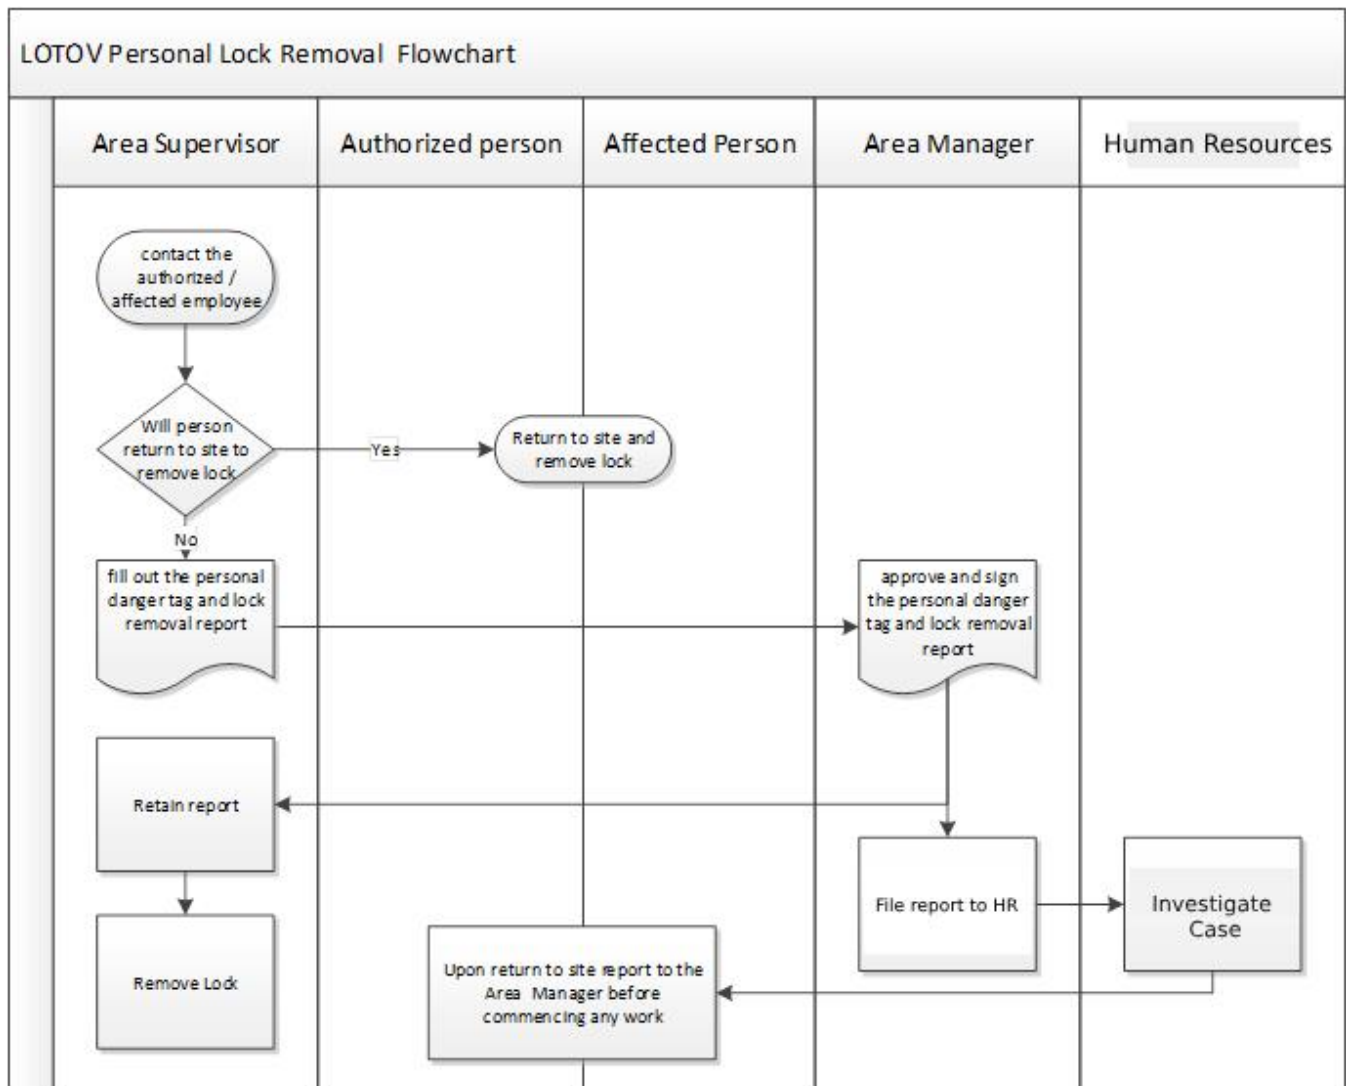 LOTOV Personal Lock Removal Flowchart
Area Supervisor
Authorized person
Affected Person
Area Manager
Human Resources
contact the
authorized /
affected employee
Will person
return to site to
remove lock
Yes
Return to site and
remove lock
No
fill out the personal
danger tag and lock
removal report
approve and sign
the personal danger
tag and lock removal
report
Retain report
File report to HR
Investigate
Case
Remove Lock
Upon return to site report to the
Area Manager before
commencing any work